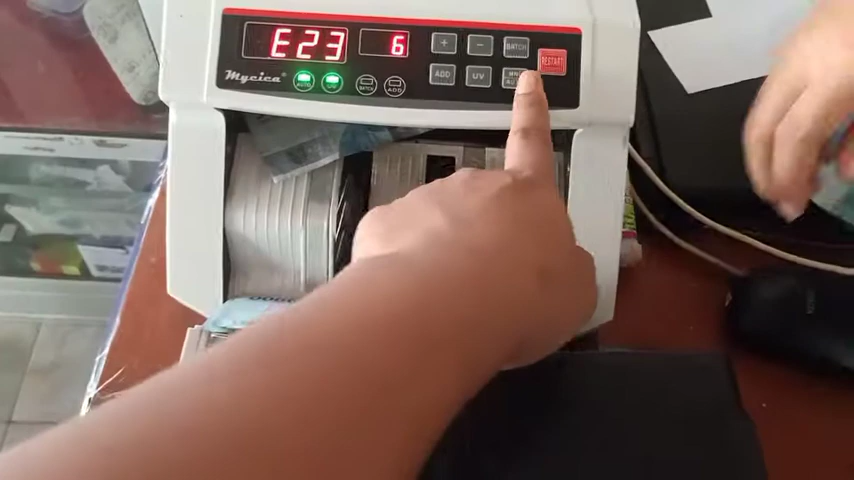 E23 6
+ − BATCH RESTART
ADD UV
Mycica AUTO UV BATCH ADD